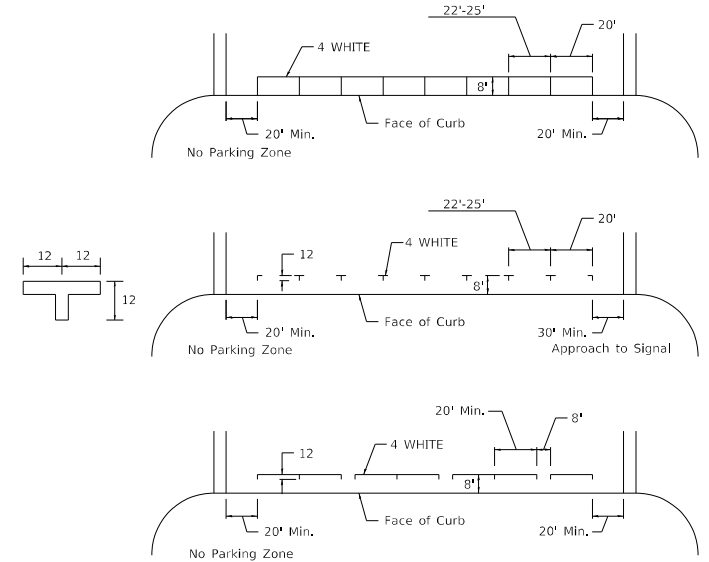 22'-25'
20'
4 WHITE
8'
Face of Curb
20' Min.
20' Min.
No Parking Zone
22'-25'
20'
12
4 WHITE
12 12
8'
12
Face of Curb
20' Min.
30' Min.
No Parking Zone
Approach to Signal
20' Min.
8'
4 WHITE
12
8'
Face of Curb
20' Min.
20' Min.
No Parking Zone